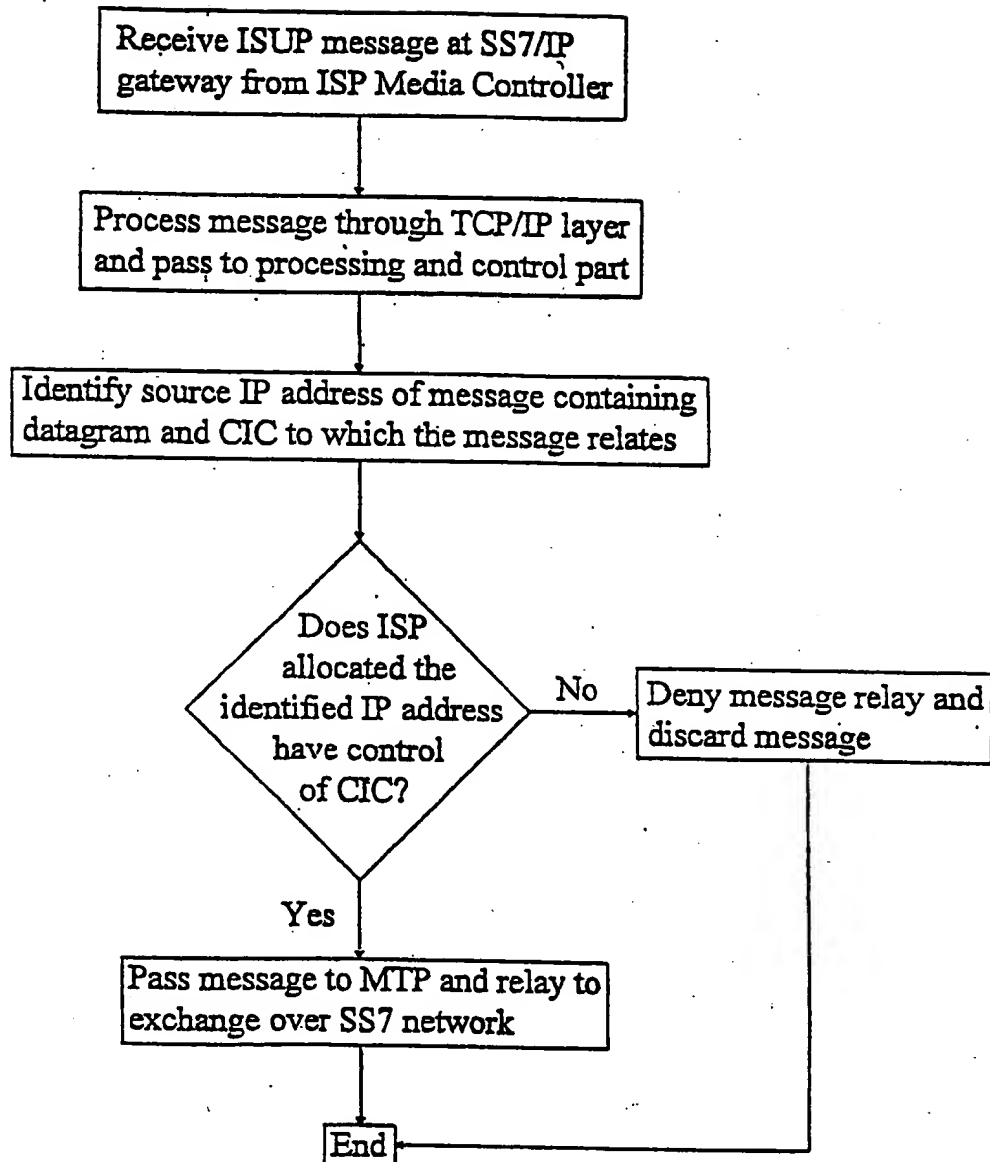 Receive ISUP message at SS7/IP
gateway from ISP Media Controller
Process message through TCP/IP layer
and pass to processing and control part
Identify source IP address of message containing
datagram and CIC to which the message relates
Does ISP
allocated the
identified IP address
have control
of CIC?
No
Deny message relay and
discard message
Yes
Pass message to MTP and relay to
exchange over SS7 network
End